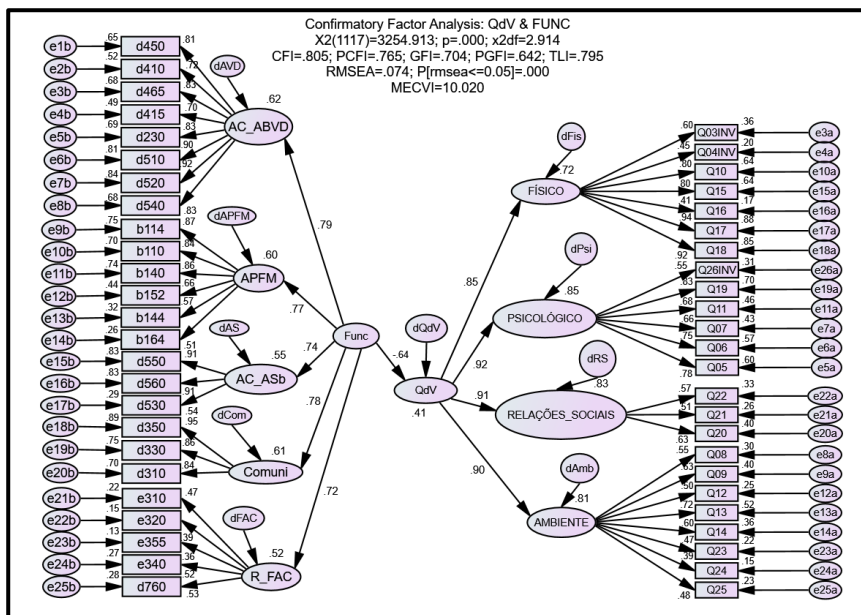 Confirmatory Factor Analysis: QdV & FUNC
X2(1117)=3254.913; p=.000; x2df=2.914
CFI=.805; PCFI=.765; GFI=.704; PGFI=.642; TLI=.795
RMSEA=.074; P[rmsea<=0.05]=.000
MECVI=10.020
e1b .65 d450 .81
e2b .52 d410 .72
e3b .68 d465 .83
e4b .49 d415 .70
e5b .69 d230 .83
e6b .81 d510 .90
e7b .84 d520 .92
e8b .68 d540 .83
dAVD
.62
AC_ABVD
.79
e9b .75 b114 .87
e10b .70 b110 .84
e11b .74 b140 .86
e12b .44 b152 .66
e13b .32 b144 .57
e14b .26 b164 .51
dAPFM
.60
APFM
.77
e15b .83 d550 .91
e16b .83 d560 .91
e17b .29 d530 .54
dAS
.55
AC_ASb
.74
e18b .89 d350 .95
e19b .75 d330 .86
e20b .70 d310 .84
dCom
.61
Comuni
.78
e21b .22 e310 .47
e22b .15 e320 .39
e23b .13 e355 .36
e24b .27 e340 .52
e25b .28 d760 .53
dFAC
.52
R_FAC
.72
Func
-.64
dQdV
QdV
.41
dFis
.72
FÍSICO
.85
.60 Q03INV .36 e3a
.45 Q04INV .20 e4a
.80 Q10 .64 e10a
.80 Q15 .64 e15a
.41 Q16 .17 e16a
.94 Q17 .88 e17a
.92 Q18 .85 e18a
dPsi
.85
PSICOLÓGICO
.92
.55 Q26INV .31 e26a
.83 Q19 .70 e19a
.68 Q11 .46 e11a
.66 Q07 .43 e7a
.75 Q06 .57 e6a
.78 Q05 .60 e5a
dRS
.83
RELAÇÕES_SOCIAIS
.91
.57 Q22 .33 e22a
.51 Q21 .26 e21a
.63 Q20 .40 e20a
dAmb
.81
AMBIENTE
.90
.55 Q08 .30 e8a
.63 Q09 .40 e9a
.50 Q12 .25 e12a
.72 Q13 .52 e13a
.60 Q14 .36 e14a
.47 Q23 .22 e23a
.39 Q24 .15 e24a
.48 Q25 .23 e25a